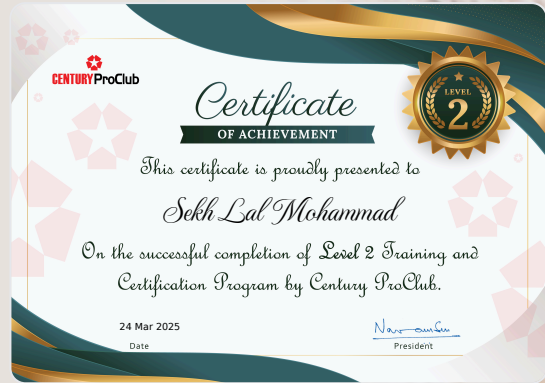 CENTURY ProClub
Certificate
OF ACHIEVEMENT
LEVEL
2
This certificate is proudly presented to
Sekh Lal Mohammad
On the successful completion of Level 2 Training and
Certification Program by Century ProClub.
24 Mar 2025
Date
President